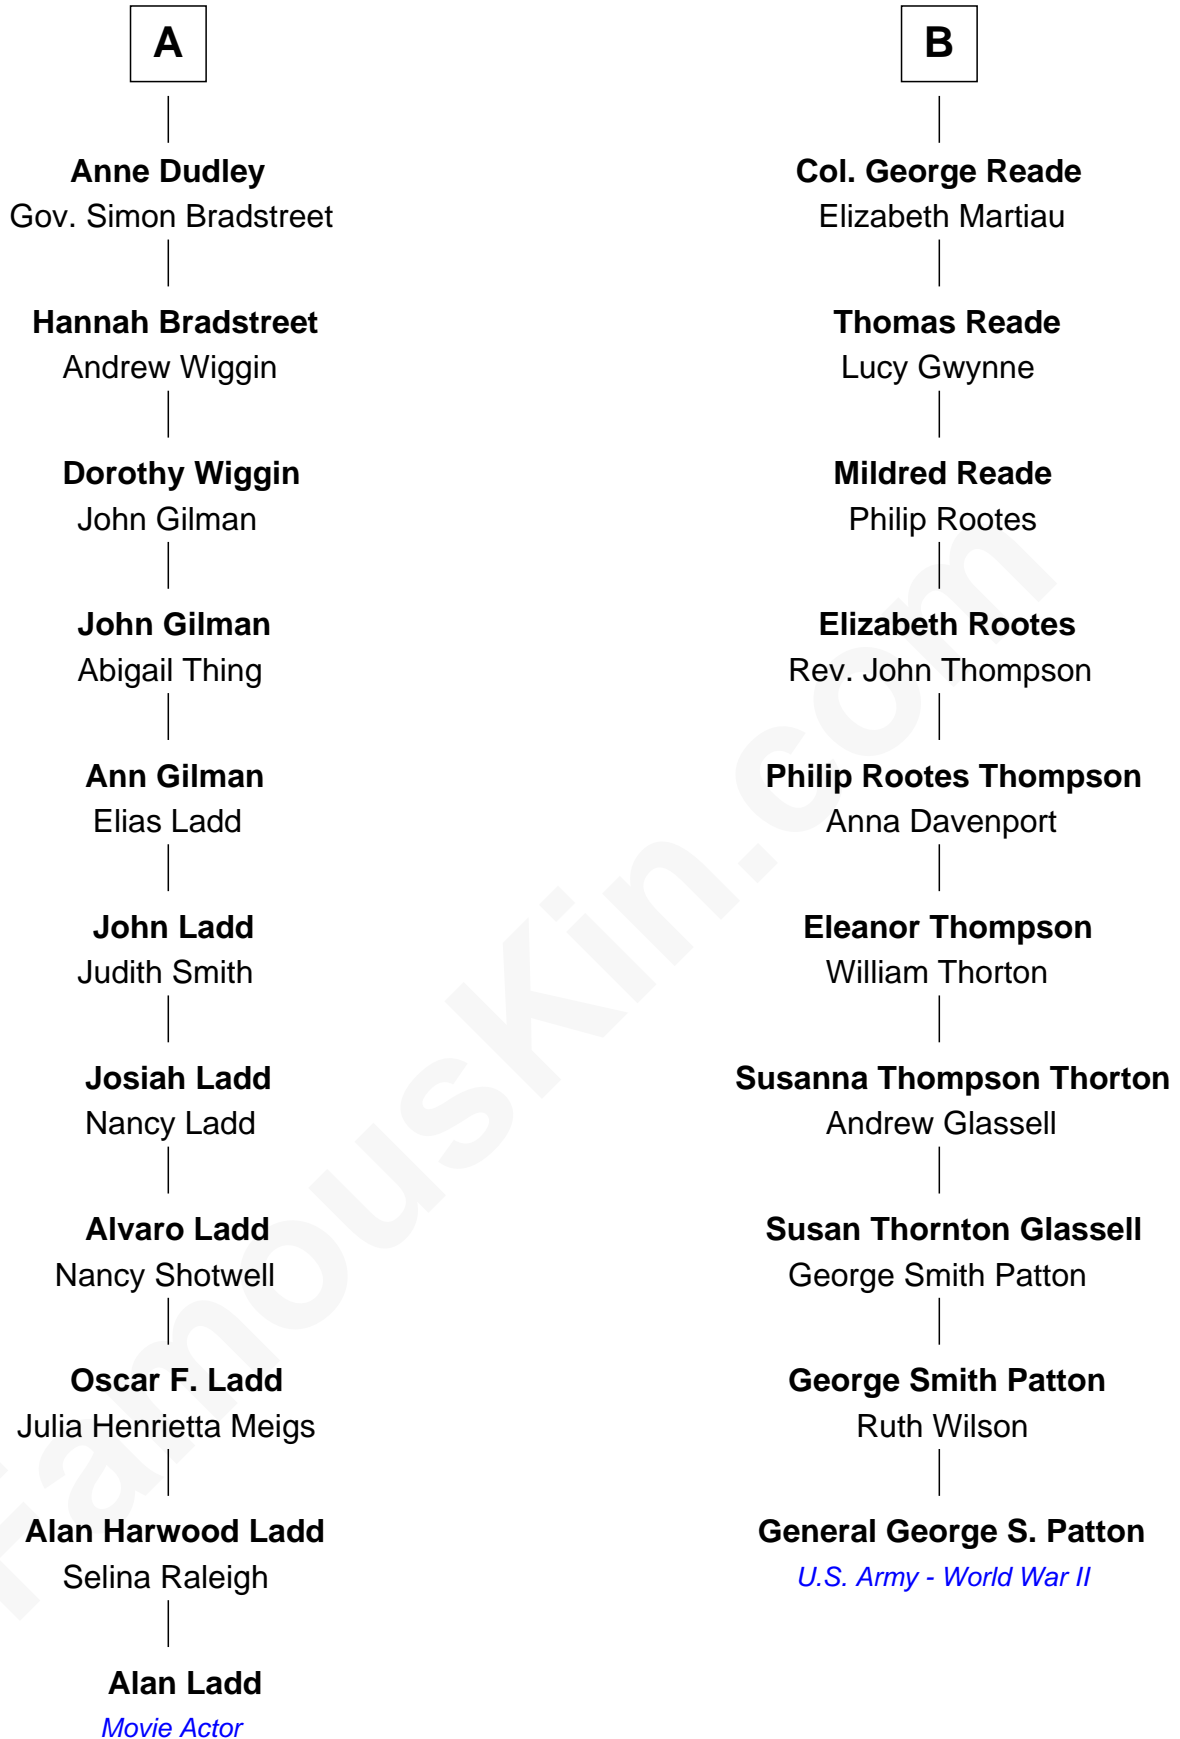 A
Anne Dudley
Gov. Simon Bradstreet
Hannah Bradstreet
Andrew Wiggin
Dorothy Wiggin
John Gilman
John Gilman
Abigail Thing
Ann Gilman
Elias Ladd
John Ladd
Judith Smith
Josiah Ladd
Nancy Ladd
Alvaro Ladd
Nancy Shotwell
Oscar F. Ladd
Julia Henrietta Meigs
Alan Harwood Ladd
Selina Raleigh
Alan Ladd
Movie Actor
B
Col. George Reade
Elizabeth Martiau
Thomas Reade
Lucy Gwynne
Mildred Reade
Philip Rootes
Elizabeth Rootes
Rev. John Thompson
Philip Rootes Thompson
Anna Davenport
Eleanor Thompson
William Thorton
Susanna Thompson Thorton
Andrew Glassell
Susan Thornton Glassell
George Smith Patton
George Smith Patton
Ruth Wilson
General George S. Patton
U.S. Army - World War II
FamousKin.com